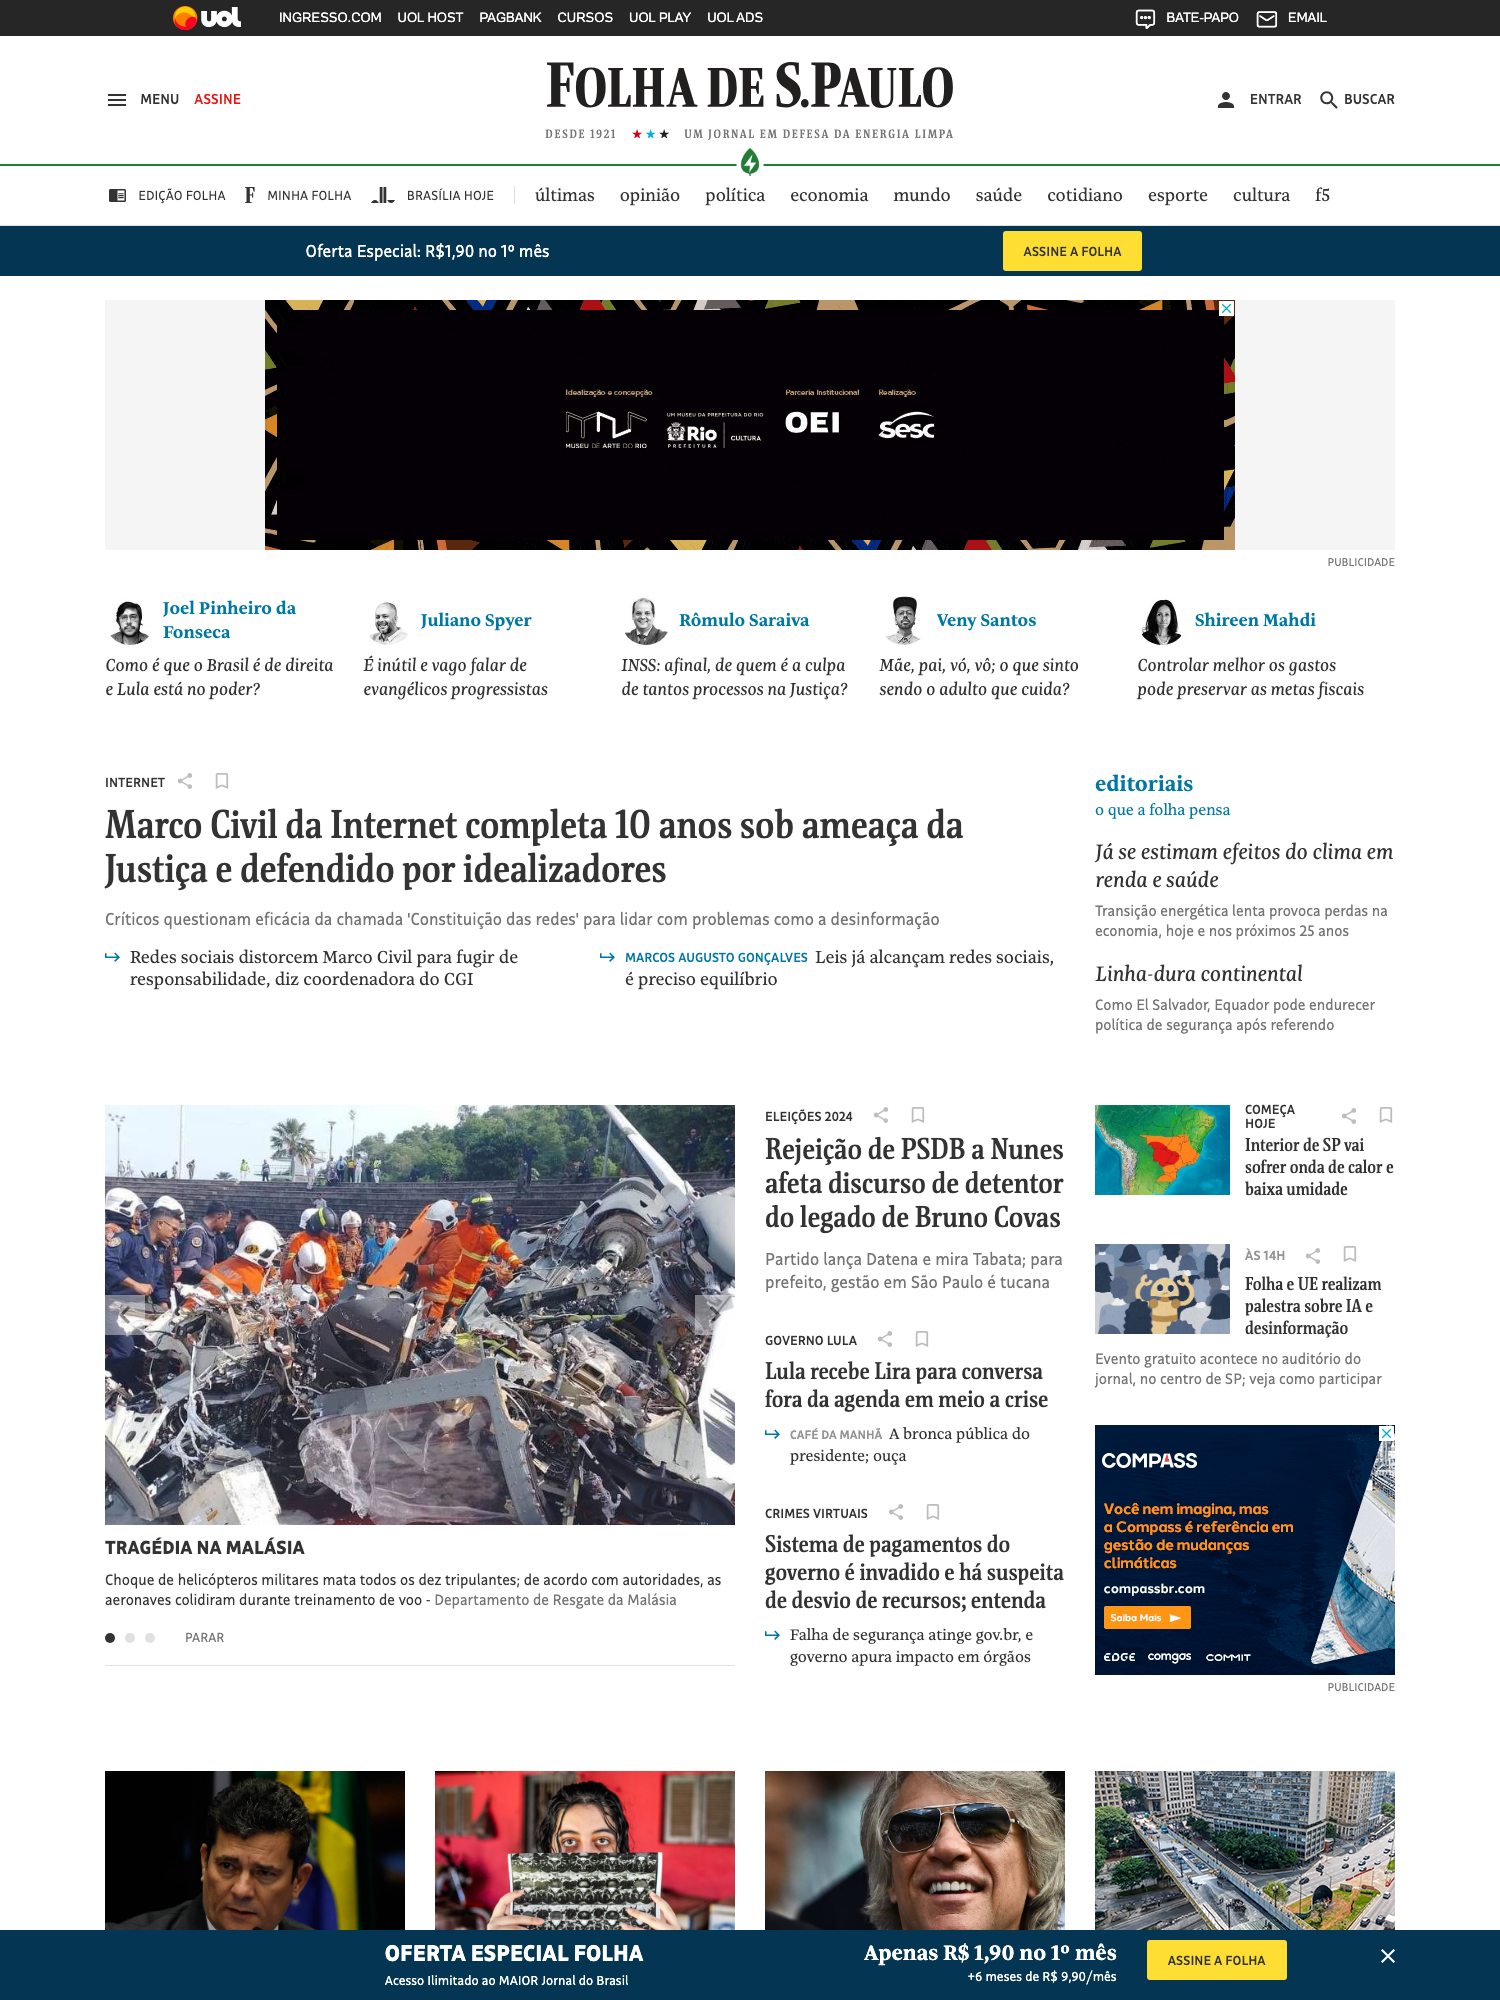 uol INGRESSO.COM UOL HOST PAGBANK CURSOS UOL PLAY UOL ADS BATE-PAPO EMAIL
MENU ASSINE
FOLHA DE S.PAULO
DESDE 1921 ★★★ UM JORNAL EM DEFESA DA ENERGIA LIMPA
ENTRAR BUSCAR
EDIÇÃO FOLHA F MINHA FOLHA BRASÍLIA HOJE últimas opinião política economia mundo saúde cotidiano esporte cultura f5
Oferta Especial: R$1,90 no 1º mês ASSINE A FOLHA
Idealização e concepção
MUSEU DE ARTE DO RIO
UM MUSEU DA PREFEITURA DO RIO
Rio
PREFEITURA
CULTURA
Parceria Institucional
OEI
Realização
Sesc
PUBLICIDADE
Joel Pinheiro da
Fonseca
Como é que o Brasil é de direita
e Lula está no poder?
Juliano Spyer
É inútil e vago falar de
evangélicos progressistas
Rômulo Saraiva
INSS: afinal, de quem é a culpa
de tantos processos na Justiça?
Veny Santos
Mãe, pai, vó, vô; o que sinto
sendo o adulto que cuida?
Shireen Mahdi
Controlar melhor os gastos
pode preservar as metas fiscais
INTERNET
Marco Civil da Internet completa 10 anos sob ameaça da
Justiça e defendido por idealizadores
Críticos questionam eficácia da chamada 'Constituição das redes' para lidar com problemas como a desinformação
Redes sociais distorcem Marco Civil para fugir de
responsabilidade, diz coordenadora do CGI
MARCOS AUGUSTO GONÇALVES Leis já alcançam redes sociais,
é preciso equilíbrio
editoriais
o que a folha pensa
Já se estimam efeitos do clima em
renda e saúde
Transição energética lenta provoca perdas na
economia, hoje e nos próximos 25 anos
Linha-dura continental
Como El Salvador, Equador pode endurecer
política de segurança após referendo
TRAGÉDIA NA MALÁSIA
Choque de helicópteros militares mata todos os dez tripulantes; de acordo com autoridades, as
aeronaves colidiram durante treinamento de voo - Departamento de Resgate da Malásia
PARAR
ELEIÇÕES 2024
Rejeição de PSDB a Nunes
afeta discurso de detentor
do legado de Bruno Covas
Partido lança Datena e mira Tabata; para
prefeito, gestão em São Paulo é tucana
GOVERNO LULA
Lula recebe Lira para conversa
fora da agenda em meio a crise
CAFÉ DA MANHÃ A bronca pública do
presidente; ouça
CRIMES VIRTUAIS
Sistema de pagamentos do
governo é invadido e há suspeita
de desvio de recursos; entenda
Falha de segurança atinge gov.br, e
governo apura impacto em órgãos
COMEÇA
HOJE
Interior de SP vai
sofrer onda de calor e
baixa umidade
ÀS 14H
Folha e UE realizam
palestra sobre IA e
desinformação
Evento gratuito acontece no auditório do
jornal, no centro de SP; veja como participar
COMPASS
Você nem imagina, mas
a Compass é referência em
gestão de mudanças
climáticas
compassbr.com
Saiba Mais
EDGE comgas COMMIT
PUBLICIDADE
OFERTA ESPECIAL FOLHA
Acesso Ilimitado ao MAIOR Jornal do Brasil
Apenas R$ 1,90 no 1º mês
+6 meses de R$ 9,90/mês
ASSINE A FOLHA